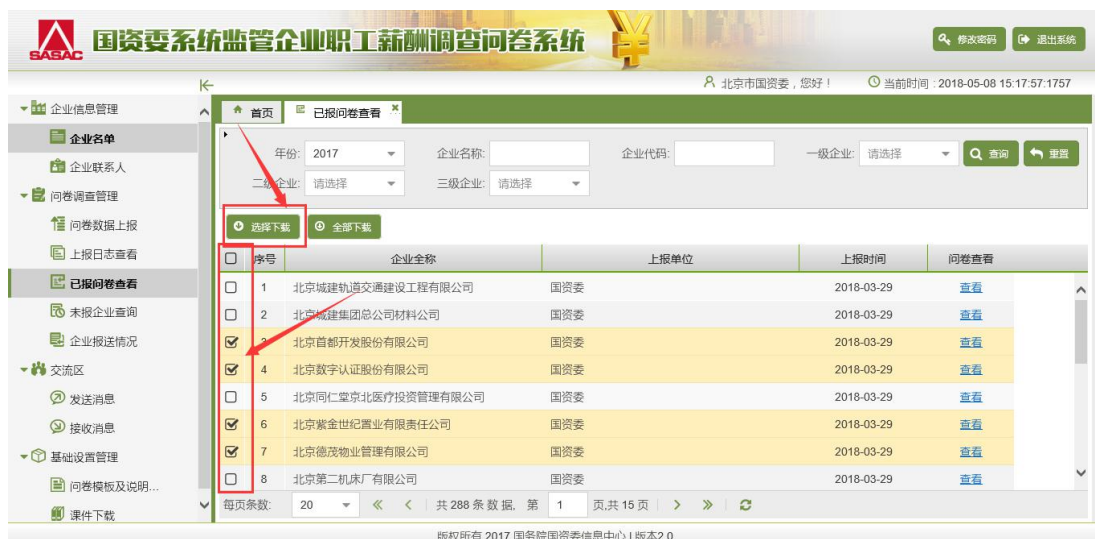 SASAC 国资委系统监管企业职工薪酬调查问卷系统 修改密码 退出系统
北京市国资委，您好！ 当前时间：2018-05-08 15:17:57:1757
企业信息管理
企业名单
企业联系人
问卷调查管理
问卷数据上报
上报日志查看
已报问卷查看
未报企业查询
企业报送情况
交流区
发送消息
接收消息
基础设置管理
问卷模板及说明...
课件下载
首页 已报问卷查看
年份: 2017 企业名称: 企业代码: 一级企业: 请选择 查询 重置
二级企业: 请选择 三级企业: 请选择
选择下载 全部下载
序号 企业全称 上报单位 上报时间 问卷查看
1 北京城建轨道交通建设工程有限公司 国资委 2018-03-29 查看
2 北京城建集团总公司材料公司 国资委 2018-03-29 查看
3 北京首都开发股份有限公司 国资委 2018-03-29 查看
4 北京数字认证股份有限公司 国资委 2018-03-29 查看
5 北京同仁堂京北医疗投资管理有限公司 国资委 2018-03-29 查看
6 北京紫金世纪置业有限责任公司 国资委 2018-03-29 查看
7 北京德茂物业管理有限公司 国资委 2018-03-29 查看
8 北京第二机床厂有限公司 国资委 2018-03-29 查看
每页条数: 20 共 288 条数据, 第 1 页,共 15 页
版权所有 2017 国务院国资委信息中心 | 版本2.0